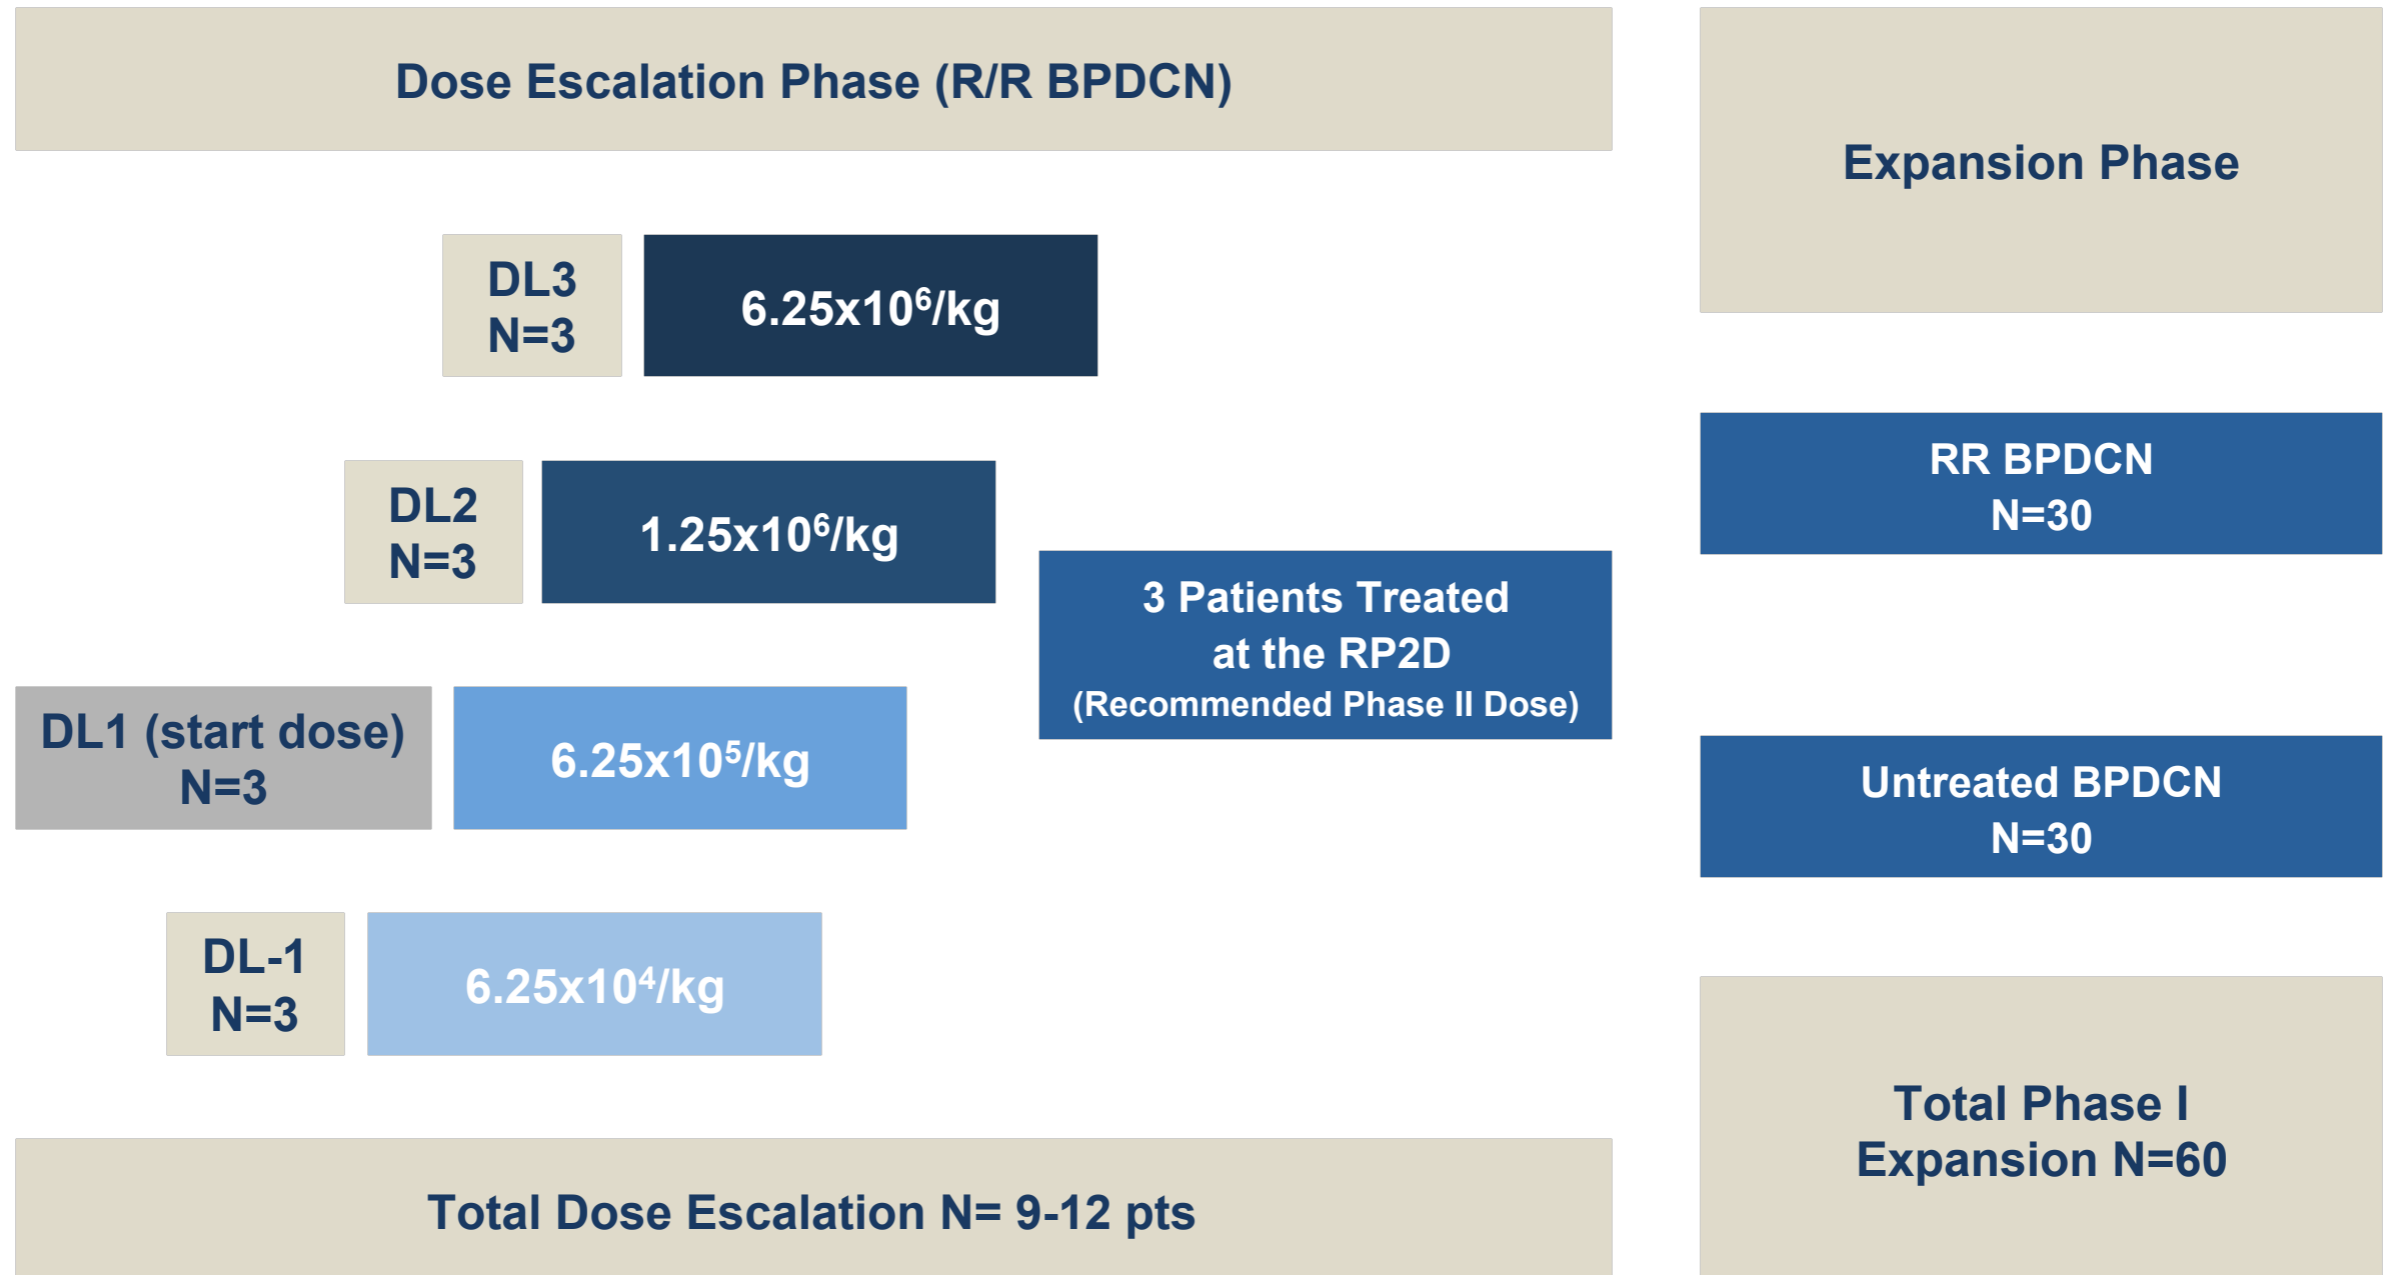 Dose Escalation Phase (R/R BPDCN)
DL3
N=3
6.25x10⁶/kg
DL2
N=3
1.25x10⁶/kg
3 Patients Treated
at the RP2D
(Recommended Phase II Dose)
DL1 (start dose)
N=3
6.25x10⁵/kg
DL-1
N=3
6.25x10⁴/kg
Total Dose Escalation N= 9-12 pts
Expansion Phase
RR BPDCN
N=30
Untreated BPDCN
N=30
Total Phase I
Expansion N=60